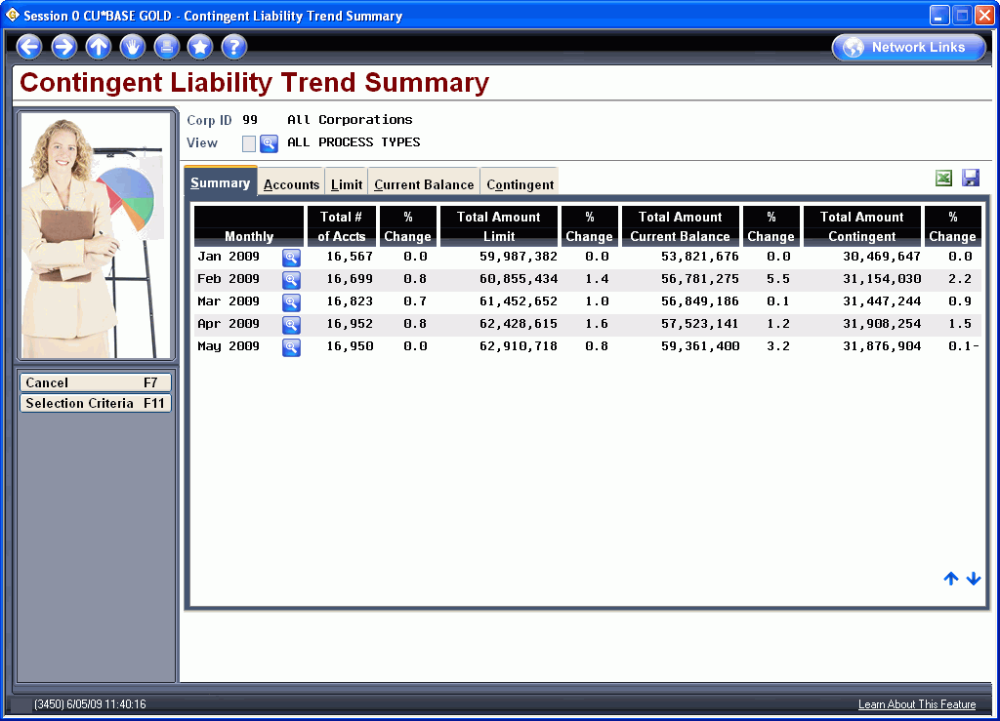 Session 0 CU*BASE GOLD - Contingent Liability Trend Summary
Network Links
Contingent Liability Trend Summary
Corp ID 99 All Corporations
View ALL PROCESS TYPES
Summary Accounts Limit Current Balance Contingent
Total # % Total Amount % Total Amount % Total Amount %
Monthly of Accts Change Limit Change Current Balance Change Contingent Change
Jan 2009 16,567 0.0 59,987,382 0.0 53,821,676 0.0 30,469,647 0.0
Feb 2009 16,699 0.8 60,855,434 1.4 56,781,275 5.5 31,154,030 2.2
Mar 2009 16,823 0.7 61,452,652 1.0 56,849,186 0.1 31,447,244 0.9
Apr 2009 16,952 0.8 62,428,615 1.6 57,523,141 1.2 31,908,254 1.5
May 2009 16,950 0.0 62,910,718 0.8 59,361,400 3.2 31,876,904 0.1-
Cancel F7
Selection Criteria F11
(3450) 6/05/09 11:40:16
Learn About This Feature